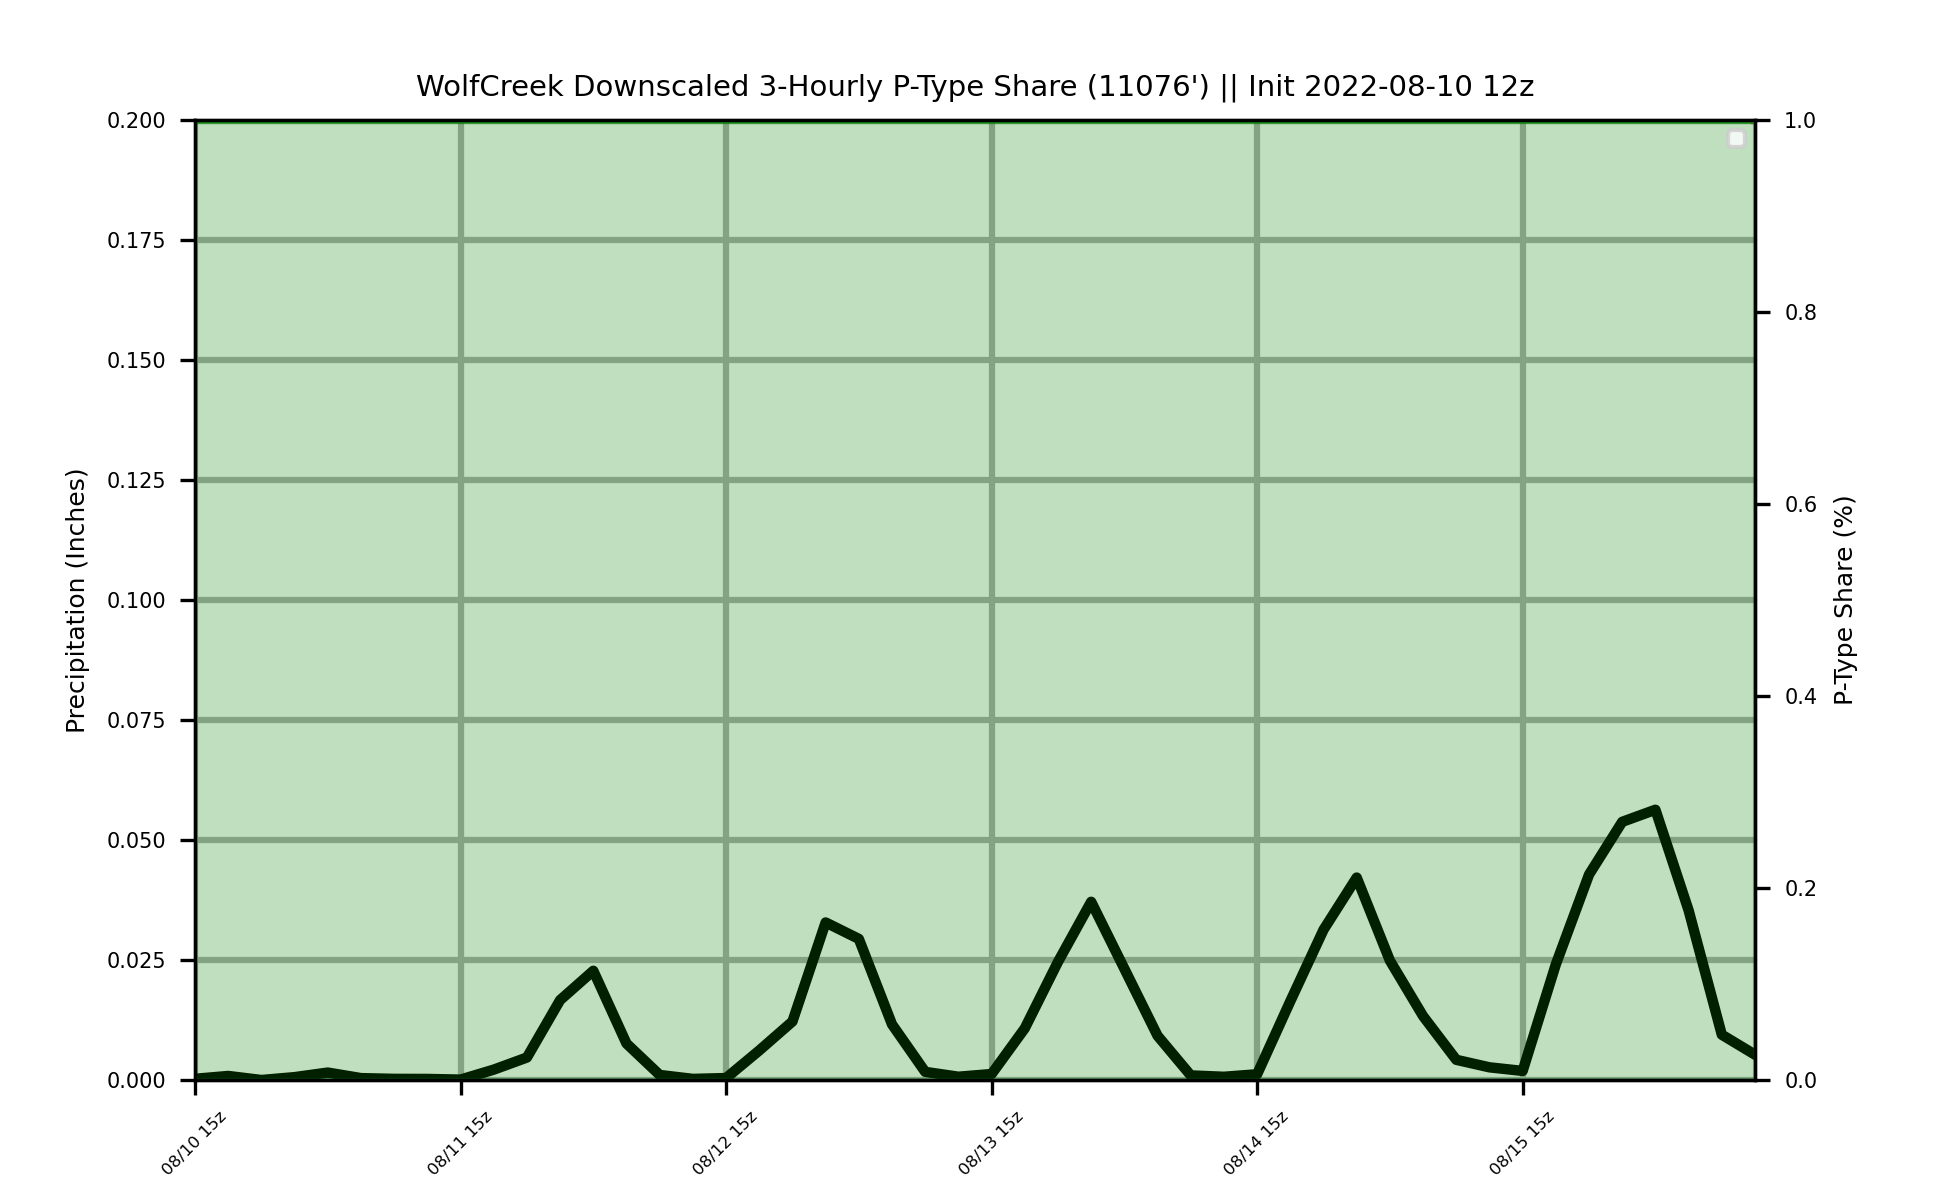 WolfCreek Downscaled 3-Hourly P-Type Share (11076') || Init 2022-08-10 12z
0.200
0.175
0.150
0.125
0.100
0.075
0.050
0.025
0.000
Precipitation (Inches)
1.0
0.8
0.6
0.4
0.2
0.0
P-Type Share (%)
08/10 15z
08/11 15z
08/12 15z
08/13 15z
08/14 15z
08/15 15z